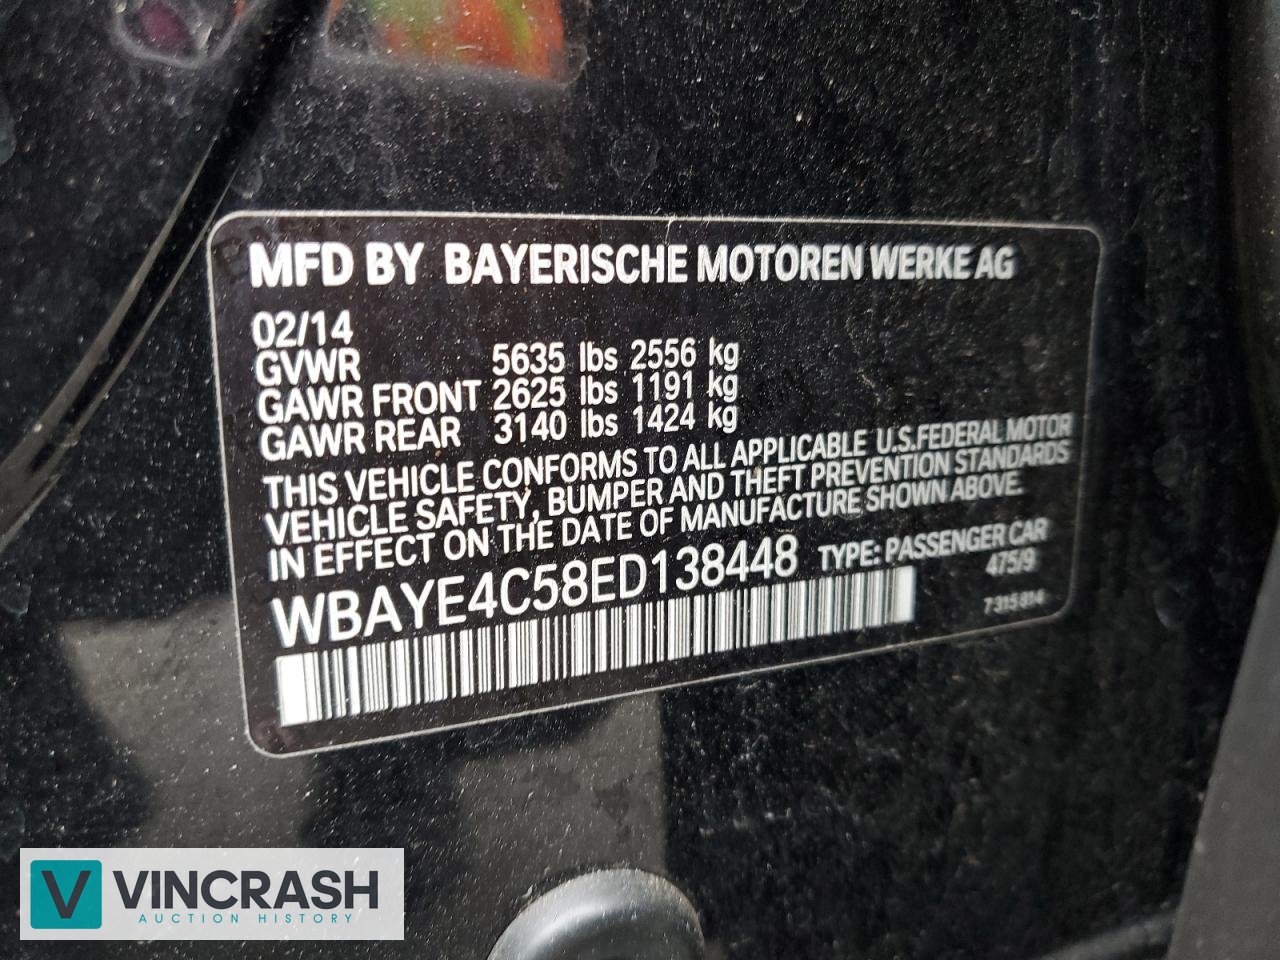 MFD BY BAYERISCHE MOTOREN WERKE AG
02/14
GVWR 5635 lbs 2556 kg
GAWR FRONT 2625 lbs 1191 kg
GAWR REAR 3140 lbs 1424 kg
THIS VEHICLE CONFORMS TO ALL APPLICABLE U.S.FEDERAL MOTOR
VEHICLE SAFETY, BUMPER AND THEFT PREVENTION STANDARDS
IN EFFECT ON THE DATE OF MANUFACTURE SHOWN ABOVE.
WBAYE4C58ED138448 TYPE: PASSENGER CAR
475/9
7315814
V VINCRASH
AUCTION HISTORY